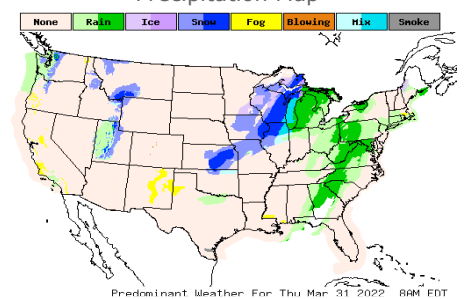 Precipitation Map
None Rain Ice Snow Fog Blowing Mix Smoke
Predominant Weather For Thu Mar 31 2022 8AM EDT